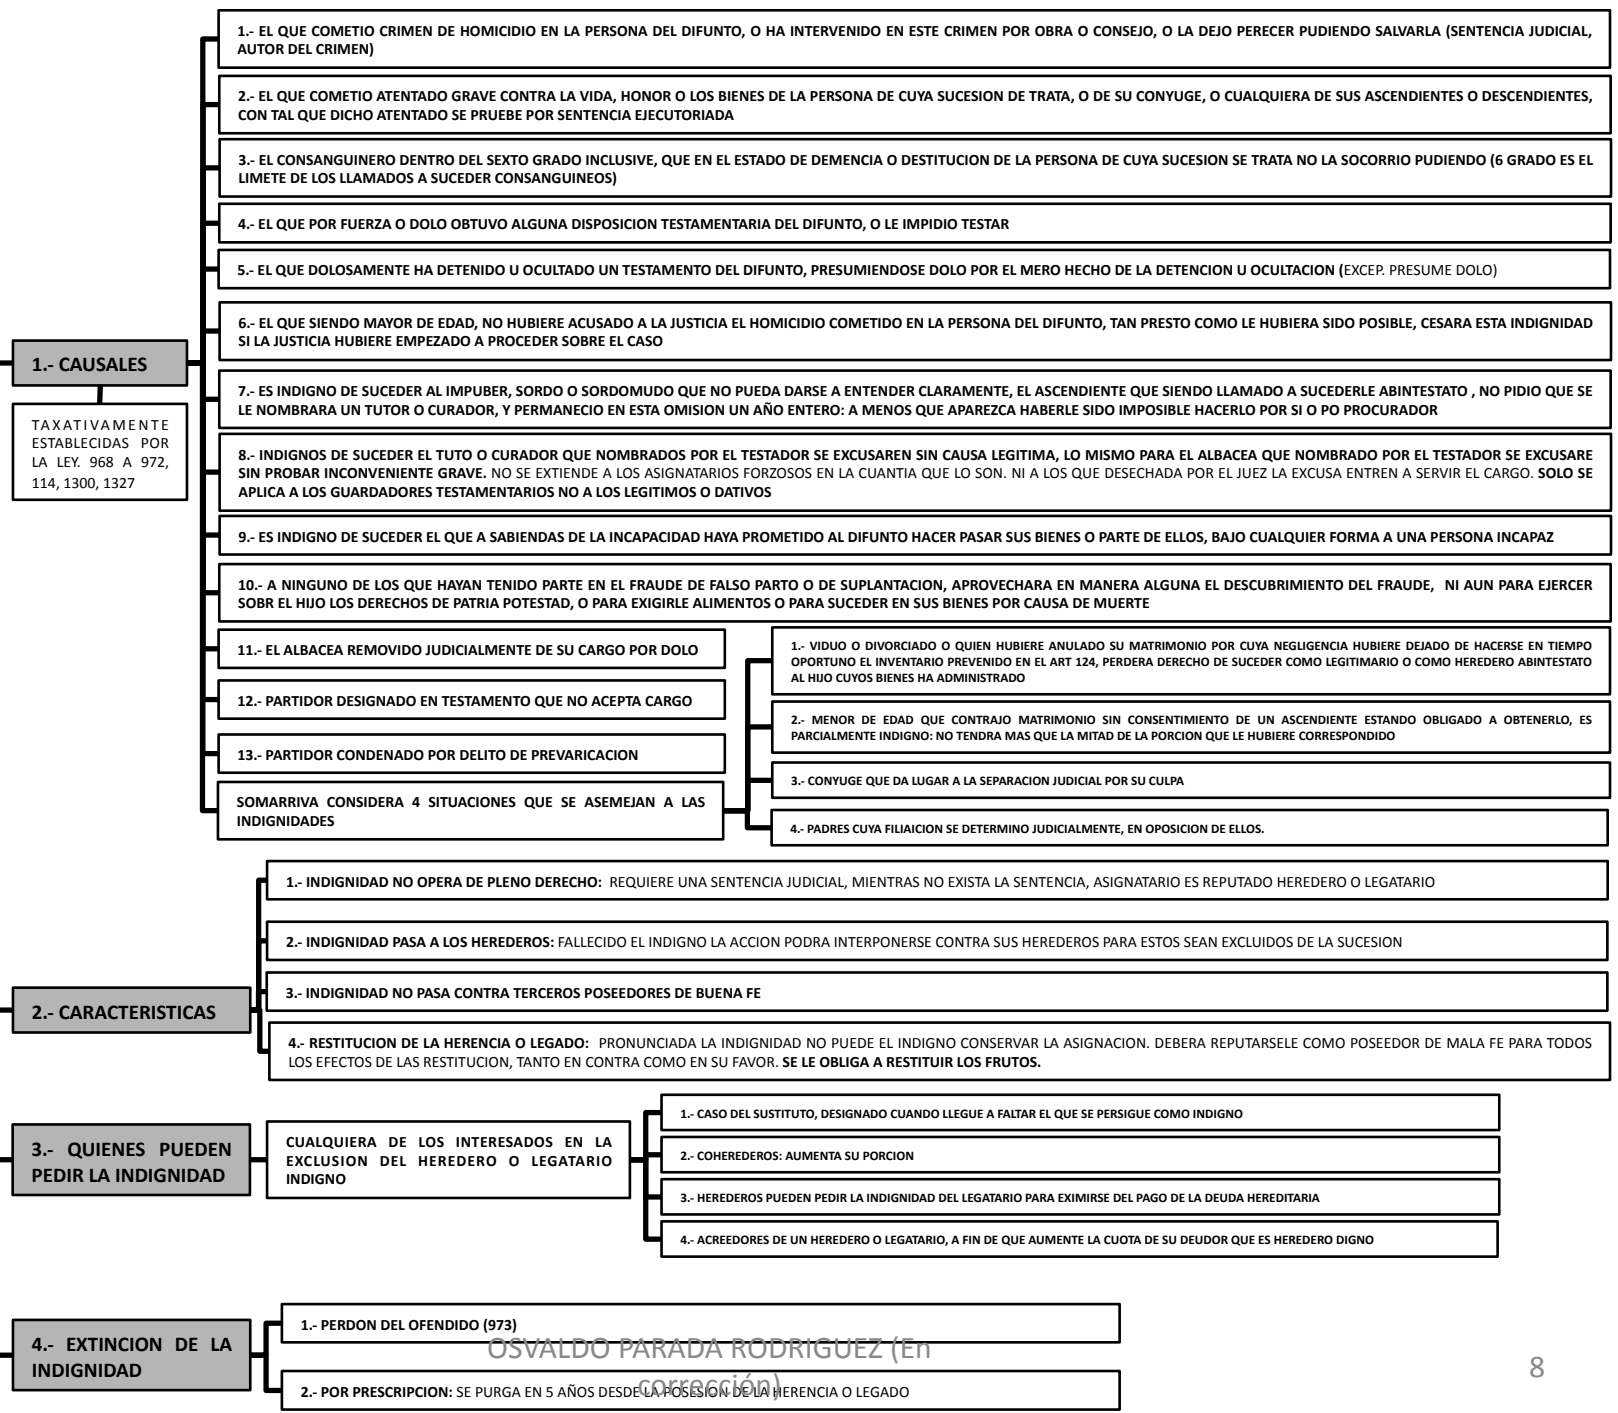 1.- EL QUE COMETIO CRIMEN DE HOMICIDIO EN LA PERSONA DEL DIFUNTO, O HA INTERVENIDO EN ESTE CRIMEN POR OBRA O CONSEJO, O LA DEJO PERECER PUDIENDO SALVARLA (SENTENCIA JUDICIAL,
AUTOR DEL CRIMEN)
2.- EL QUE COMETIO ATENTADO GRAVE CONTRA LA VIDA, HONOR O LOS BIENES DE LA PERSONA DE CUYA SUCESION DE TRATA, O DE SU CONYUGE, O CUALQUIERA DE SUS ASCENDIENTES O DESCENDIENTES,
CON TAL QUE DICHO ATENTADO SE PRUEBE POR SENTENCIA EJECUTORIADA
3.- EL CONSANGUINERO DENTRO DEL SEXTO GRADO INCLUSIVE, QUE EN EL ESTADO DE DEMENCIA O DESTITUCION DE LA PERSONA DE CUYA SUCESION SE TRATA NO LA SOCORRIO PUDIENDO (6 GRADO ES EL
LIMETE DE LOS LLAMADOS A SUCEDER CONSANGUINEOS)
4.- EL QUE POR FUERZA O DOLO OBTUVO ALGUNA DISPOSICION TESTAMENTARIA DEL DIFUNTO, O LE IMPIDIO TESTAR
5.- EL QUE DOLOSAMENTE HA DETENIDO U OCULTADO UN TESTAMENTO DEL DIFUNTO, PRESUMIENDOSE DOLO POR EL MERO HECHO DE LA DETENCION U OCULTACION (EXCEP. PRESUME DOLO)
6.- EL QUE SIENDO MAYOR DE EDAD, NO HUBIERE ACUSADO A LA JUSTICIA EL HOMICIDIO COMETIDO EN LA PERSONA DEL DIFUNTO, TAN PRESTO COMO LE HUBIERA SIDO POSIBLE, CESARA ESTA INDIGNIDAD
SI LA JUSTICIA HUBIERE EMPEZADO A PROCEDER SOBRE EL CASO
1.- CAUSALES
TAXATIVAMENTE
ESTABLECIDAS POR
LA LEY. 968 A 972,
114, 1300, 1327
7.- ES INDIGNO DE SUCEDER AL IMPUBER, SORDO O SORDOMUDO QUE NO PUEDA DARSE A ENTENDER CLARAMENTE, EL ASCENDIENTE QUE SIENDO LLAMADO A SUCEDERLE ABINTESTATO , NO PIDIO QUE SE
LE NOMBRARA UN TUTOR O CURADOR, Y PERMANECIO EN ESTA OMISION UN AÑO ENTERO: A MENOS QUE APAREZCA HABERLE SIDO IMPOSIBLE HACERLO POR SI O PO PROCURADOR
8.- INDIGNOS DE SUCEDER EL TUTO O CURADOR QUE NOMBRADOS POR EL TESTADOR SE EXCUSAREN SIN CAUSA LEGITIMA, LO MISMO PARA EL ALBACEA QUE NOMBRADO POR EL TESTADOR SE EXCUSARE
SIN PROBAR INCONVENIENTE GRAVE. NO SE EXTIENDE A LOS ASIGNATARIOS FORZOSOS EN LA CUANTIA QUE LO SON. NI A LOS QUE DESECHADA POR EL JUEZ LA EXCUSA ENTREN A SERVIR EL CARGO. SOLO SE
APLICA A LOS GUARDADORES TESTAMENTARIOS NO A LOS LEGITIMOS O DATIVOS
9.- ES INDIGNO DE SUCEDER EL QUE A SABIENDAS DE LA INCAPACIDAD HAYA PROMETIDO AL DIFUNTO HACER PASAR SUS BIENES O PARTE DE ELLOS, BAJO CUALQUIER FORMA A UNA PERSONA INCAPAZ
10.- A NINGUNO DE LOS QUE HAYAN TENIDO PARTE EN EL FRAUDE DE FALSO PARTO O DE SUPLANTACION, APROVECHARA EN MANERA ALGUNA EL DESCUBRIMIENTO DEL FRAUDE, NI AUN PARA EJERCER
SOBR EL HIJO LOS DERECHOS DE PATRIA POTESTAD, O PARA EXIGIRLE ALIMENTOS O PARA SUCEDER EN SUS BIENES POR CAUSA DE MUERTE
11.- EL ALBACEA REMOVIDO JUDICIALMENTE DE SU CARGO POR DOLO
12.- PARTIDOR DESIGNADO EN TESTAMENTO QUE NO ACEPTA CARGO
13.- PARTIDOR CONDENADO POR DELITO DE PREVARICACION
SOMARRIVA CONSIDERA 4 SITUACIONES QUE SE ASEMEJAN A LAS
INDIGNIDADES
1.- VIDUO O DIVORCIADO O QUIEN HUBIERE ANULADO SU MATRIMONIO POR CUYA NEGLIGENCIA HUBIERE DEJADO DE HACERSE EN TIEMPO
OPORTUNO EL INVENTARIO PREVENIDO EN EL ART 124, PERDERA DERECHO DE SUCEDER COMO LEGITIMARIO O COMO HEREDERO ABINTESTATO
AL HIJO CUYOS BIENES HA ADMINISTRADO
2.- MENOR DE EDAD QUE CONTRAJO MATRIMONIO SIN CONSENTIMIENTO DE UN ASCENDIENTE ESTANDO OBLIGADO A OBTENERLO, ES
PARCIALMENTE INDIGNO: NO TENDRA MAS QUE LA MITAD DE LA PORCION QUE LE HUBIERE CORRESPONDIDO
3.- CONYUGE QUE DA LUGAR A LA SEPARACION JUDICIAL POR SU CULPA
4.- PADRES CUYA FILIAICION SE DETERMINO JUDICIALMENTE, EN OPOSICION DE ELLOS.
2.- CARACTERISTICAS
1.- INDIGNIDAD NO OPERA DE PLENO DERECHO: REQUIERE UNA SENTENCIA JUDICIAL, MIENTRAS NO EXISTA LA SENTENCIA, ASIGNATARIO ES REPUTADO HEREDERO O LEGATARIO
2.- INDIGNIDAD PASA A LOS HEREDEROS: FALLECIDO EL INDIGNO LA ACCION PODRA INTERPONERSE CONTRA SUS HEREDEROS PARA ESTOS SEAN EXCLUIDOS DE LA SUCESION
3.- INDIGNIDAD NO PASA CONTRA TERCEROS POSEEDORES DE BUENA FE
4.- RESTITUCION DE LA HERENCIA O LEGADO: PRONUNCIADA LA INDIGNIDAD NO PUEDE EL INDIGNO CONSERVAR LA ASIGNACION. DEBERA REPUTARSELE COMO POSEEDOR DE MALA FE PARA TODOS
LOS EFECTOS DE LAS RESTITUCION, TANTO EN CONTRA COMO EN SU FAVOR. SE LE OBLIGA A RESTITUIR LOS FRUTOS.
3.- QUIENES PUEDEN
PEDIR LA INDIGNIDAD
CUALQUIERA DE LOS INTERESADOS EN LA
EXCLUSION DEL HEREDERO O LEGATARIO
INDIGNO
1.- CASO DEL SUSTITUTO, DESIGNADO CUANDO LLEGUE A FALTAR EL QUE SE PERSIGUE COMO INDIGNO
2.- COHEREDEROS: AUMENTA SU PORCION
3.- HEREDEROS PUEDEN PEDIR LA INDIGNIDAD DEL LEGATARIO PARA EXIMIRSE DEL PAGO DE LA DEUDA HEREDITARIA
4.- ACREEDORES DE UN HEREDERO O LEGATARIO, A FIN DE QUE AUMENTE LA CUOTA DE SU DEUDOR QUE ES HEREDERO DIGNO
4.- EXTINCION DE LA
INDIGNIDAD
1.- PERDON DEL OFENDIDO (973)
2.- POR PRESCRIPCION: SE PURGA EN 5 AÑOS DESDE LA POSESION DE LA HERENCIA O LEGADO
OSVALDO PARADA RODRIGUEZ (En
corrección)
8